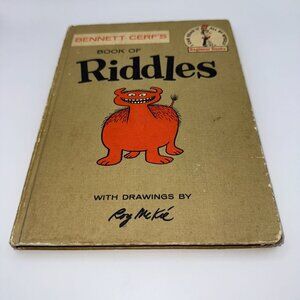 BENNETT CERF'S
BOOK OF
Riddles
WITH DRAWINGS BY
Roy McKie